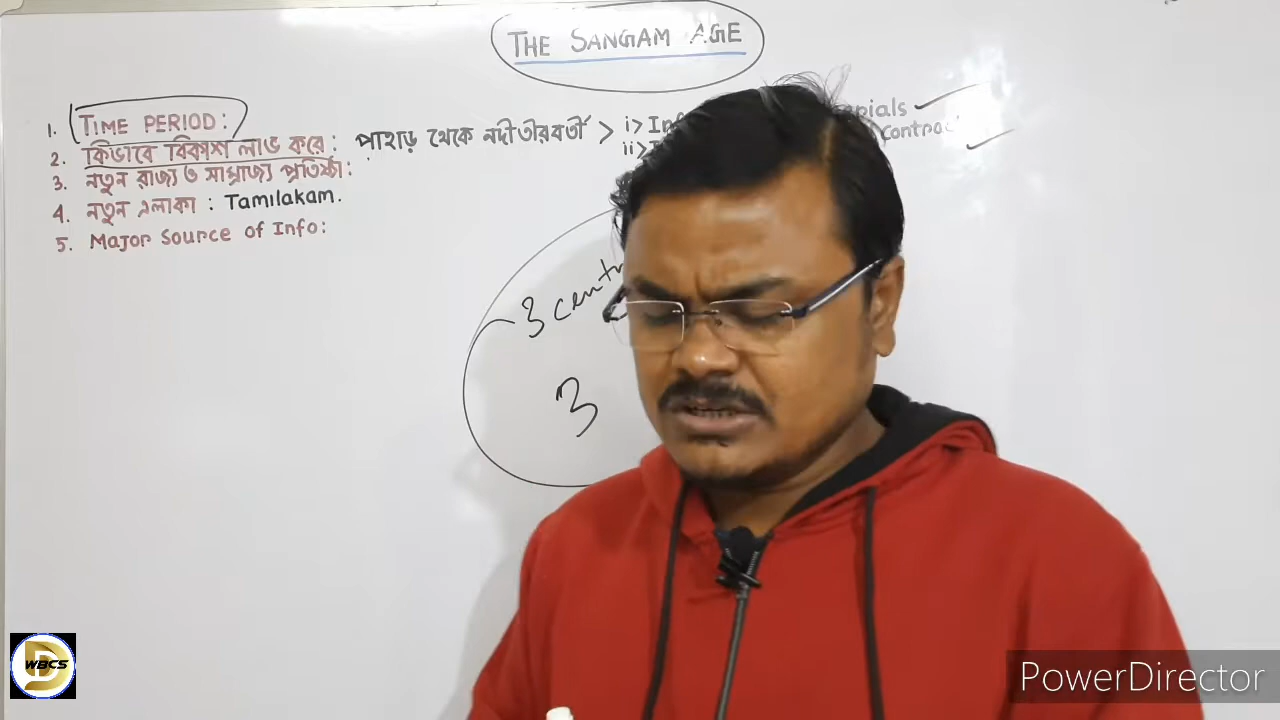 THE SANGAM AGE
1. TIME PERIOD:
2. কিভাবে বিকাশ লাভ করে: পাহাড় থেকে নদীতীরবর্তী > i>
ii>
3. নতুন রাজ্য ও সাম্রাজ্য প্রতিষ্ঠা:
4. নতুন এলাকা : Tamilakam.
5. Major Source of Info:
3
3
WBCS
PowerDirector